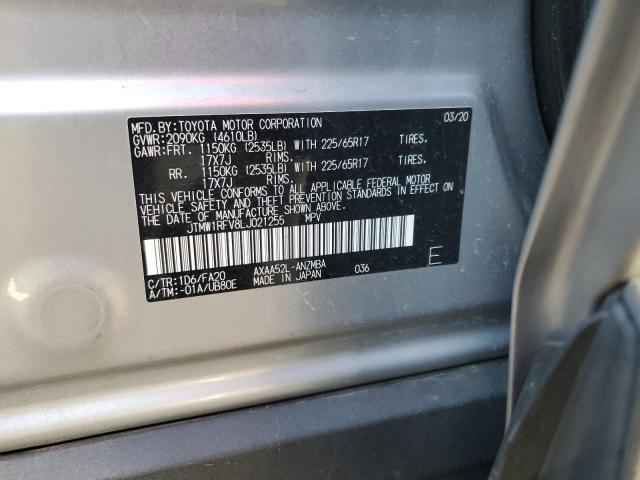 MFD.BY:TOYOTA MOTOR CORPORATION 03/20
GVWR:2090KG (4610LB)
GAWR:FRT. 1150KG (2535LB) WITH 225/65R17 TIRES.
17X7J RIMS.
RR. 1150KG (2535LB) WITH 225/65R17 TIRES.
17X7J RIMS.
THIS VEHICLE CONFORMS TO ALL APPLICABLE FEDERAL MOTOR
VEHICLE SAFETY AND THEFT PREVENTION STANDARDS IN EFFECT ON
THE DATE OF MANUFACTURE SHOWN ABOVE.
JTMW1RFV8LJ021255 MPV
C/TR:1D6/FA20 AXAA52L-ANZMBA 036 E
A/TM:-01A/UB80E MADE IN JAPAN